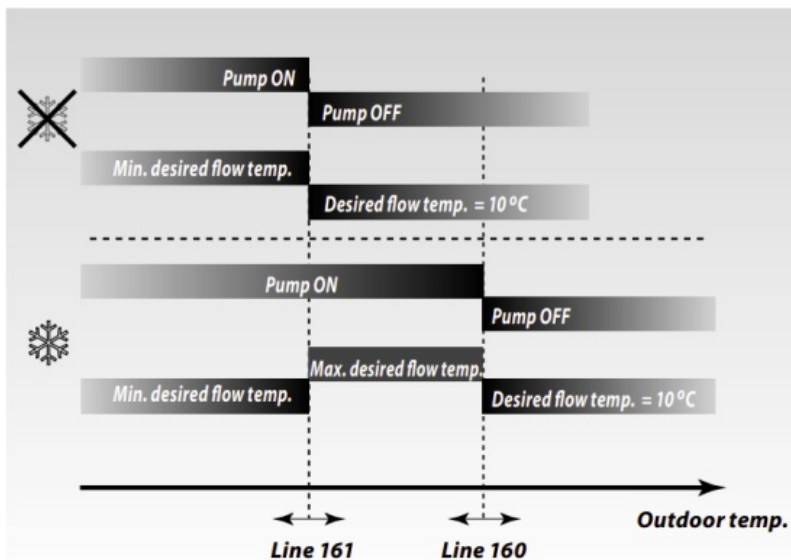 Pump ON
Pump OFF
Min. desired flow temp.
Desired flow temp. = 10 ºC
Pump ON
Pump OFF
Max. desired flow temp.
Min. desired flow temp.
Desired flow temp. = 10 ºC
Outdoor temp.
Line 161
Line 160